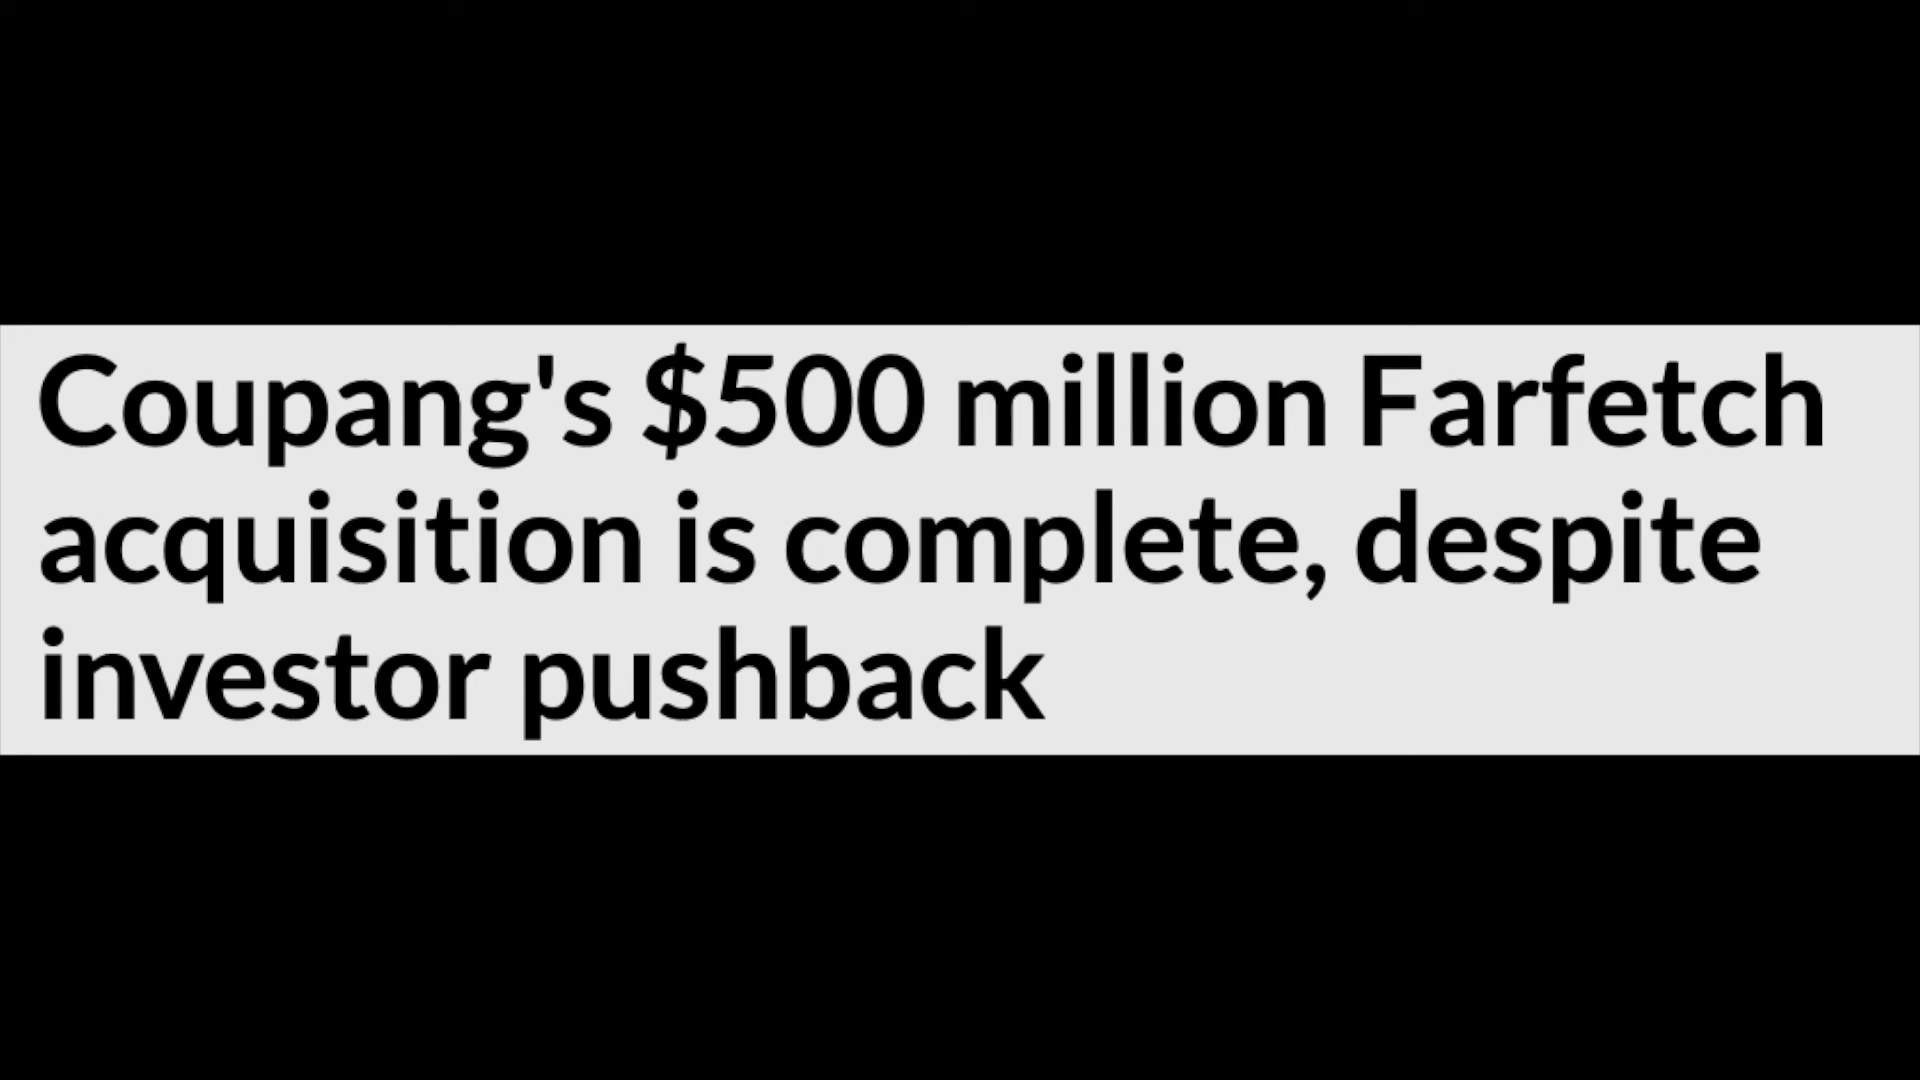 Coupang's $500 million Farfetch
acquisition is complete, despite
investor pushback